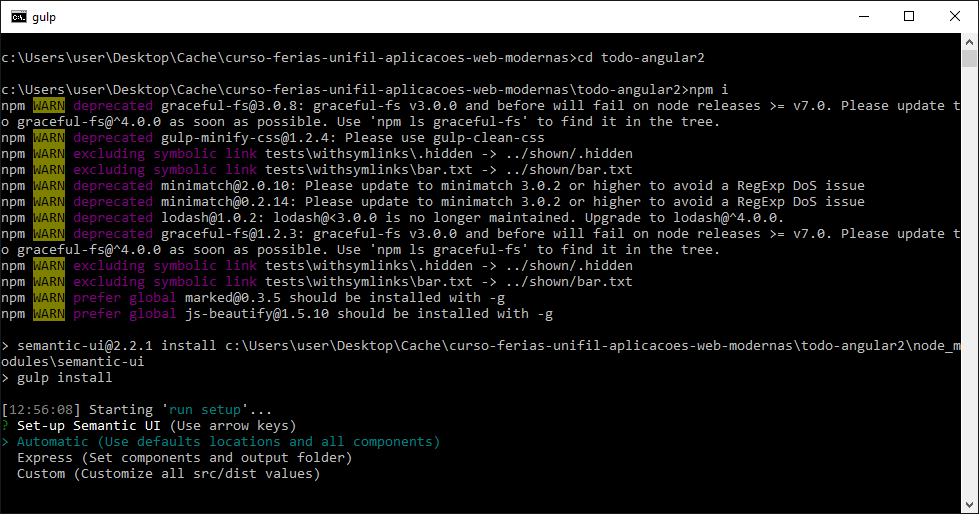 gulp
c:\Users\user\Desktop\Cache\curso-ferias-unifil-aplicacoes-web-modernas>cd todo-angular2
c:\Users\user\Desktop\Cache\curso-ferias-unifil-aplicacoes-web-modernas\todo-angular2>npm i
npm WARN deprecated graceful-fs@3.0.8: graceful-fs v3.0.0 and before will fail on node releases >= v7.0. Please update t
o graceful-fs@^4.0.0 as soon as possible. Use 'npm ls graceful-fs' to find it in the tree.
npm WARN deprecated gulp-minify-css@1.2.4: Please use gulp-clean-css
npm WARN excluding symbolic link tests\withsymlinks\.hidden -> ../shown/.hidden
npm WARN excluding symbolic link tests\withsymlinks\bar.txt -> ../shown/bar.txt
npm WARN deprecated minimatch@2.0.10: Please update to minimatch 3.0.2 or higher to avoid a RegExp DoS issue
npm WARN deprecated minimatch@0.2.14: Please update to minimatch 3.0.2 or higher to avoid a RegExp DoS issue
npm WARN deprecated lodash@1.0.2: lodash@<3.0.0 is no longer maintained. Upgrade to lodash@^4.0.0.
npm WARN deprecated graceful-fs@1.2.3: graceful-fs v3.0.0 and before will fail on node releases >= v7.0. Please update t
o graceful-fs@^4.0.0 as soon as possible. Use 'npm ls graceful-fs' to find it in the tree.
npm WARN excluding symbolic link tests\withsymlinks\.hidden -> ../shown/.hidden
npm WARN excluding symbolic link tests\withsymlinks\bar.txt -> ../shown/bar.txt
npm WARN prefer global marked@0.3.5 should be installed with -g
npm WARN prefer global js-beautify@1.5.10 should be installed with -g
> semantic-ui@2.2.1 install c:\Users\user\Desktop\Cache\curso-ferias-unifil-aplicacoes-web-modernas\todo-angular2\node_m
odules\semantic-ui
> gulp install
[12:56:08] Starting 'run setup'...
? Set-up Semantic UI (Use arrow keys)
> Automatic (Use defaults locations and all components)
Express (Set components and output folder)
Custom (Customize all src/dist values)